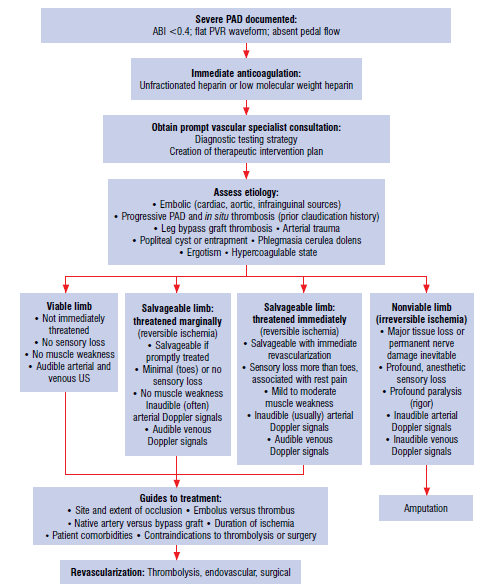 Severe PAD documented:
ABI <0.4; flat PVR waveform; absent pedal flow
Immediate anticoagulation:
Unfractionated heparin or low molecular weight heparin
Obtain prompt vascular specialist consultation:
Diagnostic testing strategy
Creation of therapeutic intervention plan
Assess etiology:
• Embolic (cardiac, aortic, infrainguinal sources)
• Progressive PAD and in situ thrombosis (prior claudication history)
• Leg bypass graft thrombosis • Arterial trauma
• Popliteal cyst or entrapment • Phlegmasia cerulea dolens
• Ergotism • Hypercoagulable state
Viable limb
• Not immediately
threatened
• No sensory loss
• No muscle weakness
• Audible arterial and
venous US
Salvageable limb:
threatened marginally
(reversible ischemia)
• Salvageable if
promptly treated
• Minimal (toes) or no
sensory loss
• No muscle weakness
Inaudible (often)
arterial Doppler signals
• Audible venous
Doppler signals
Salvageable limb:
threatened immediately
(reversible ischemia)
• Salvageable with immediate
revascularization
• Sensory loss more than toes,
associated with rest pain
• Mild to moderate
muscle weakness
• Inaudible (usually) arterial
Doppler signals
• Audible venous
Doppler signals
Nonviable limb
(irreversible ischemia)
• Major tissue loss or
permanent nerve
damage inevitable
• Profound, anesthetic
sensory loss
• Profound paralysis
(rigor)
• Inaudible arterial
Doppler signals
• Inaudible venous
Doppler signals
Guides to treatment:
• Site and extent of occlusion • Embolus versus thrombus
• Native artery versus bypass graft • Duration of ischemia
• Patient comorbidities • Contraindications to thrombolysis or surgery
Amputation
Revascularization: Thrombolysis, endovascular, surgical